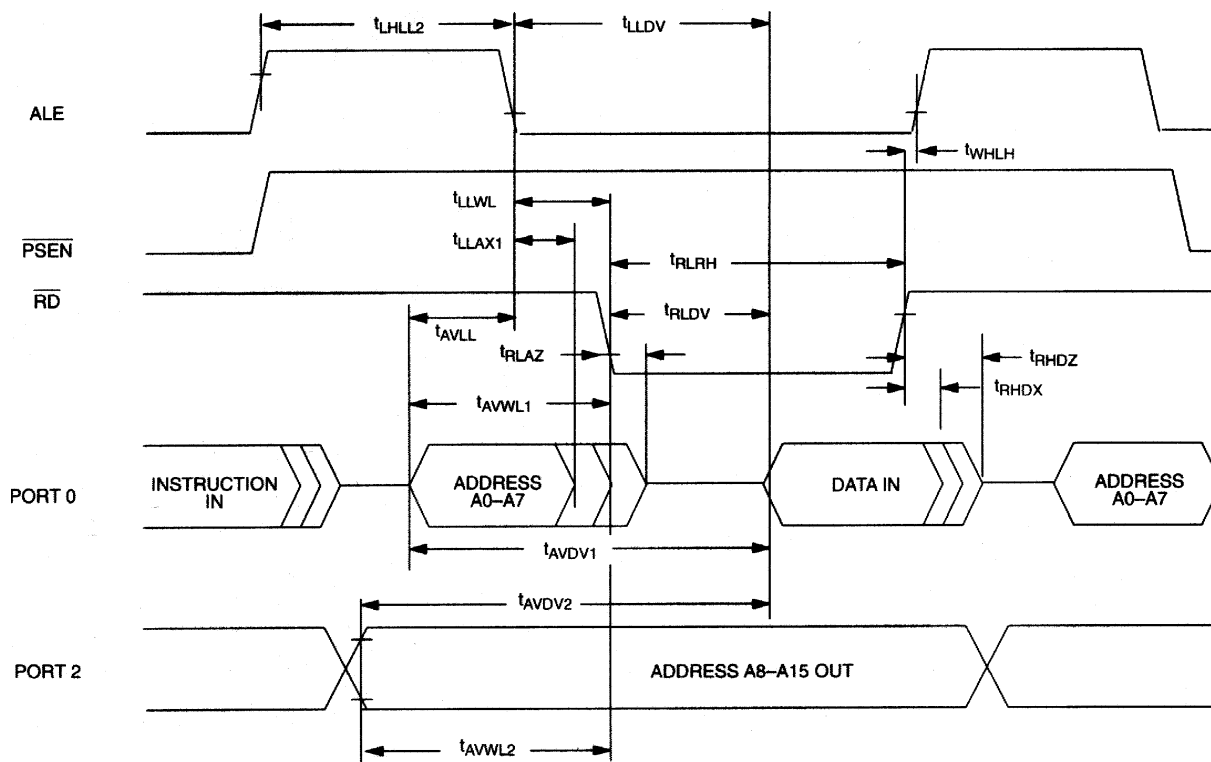 tLHLL2
tLLDV
ALE
tWHLH
tLLWL
PSEN
tLLAX1
tRLRH
RD
tRLDV
tAVLL
tRLAZ
tRHDZ
tRHDX
tAVWL1
PORT 0
INSTRUCTION
IN
ADDRESS
A0–A7
DATA IN
ADDRESS
A0–A7
tAVDV1
tAVDV2
PORT 2
ADDRESS A8–A15 OUT
tAVWL2